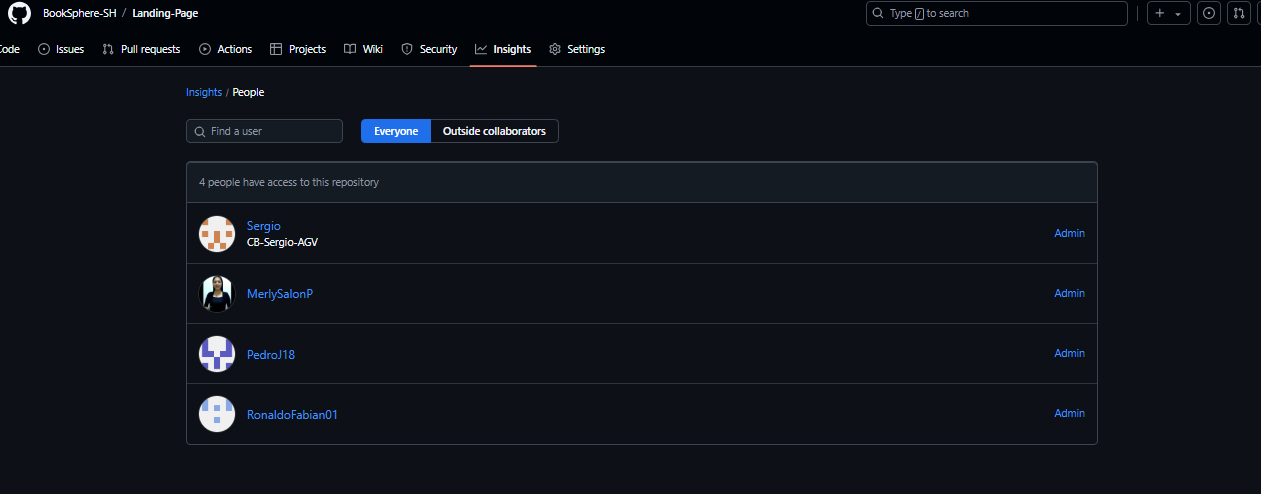 BookSphere-SH / Landing-Page
Type / to search
Code Issues Pull requests Actions Projects Wiki Security Insights Settings
Insights / People
Find a user
Everyone Outside collaborators
4 people have access to this repository
Sergio
CB-Sergio-AGV
Admin
MerlySalonP
Admin
PedroJ18
Admin
RonaldoFabian01
Admin